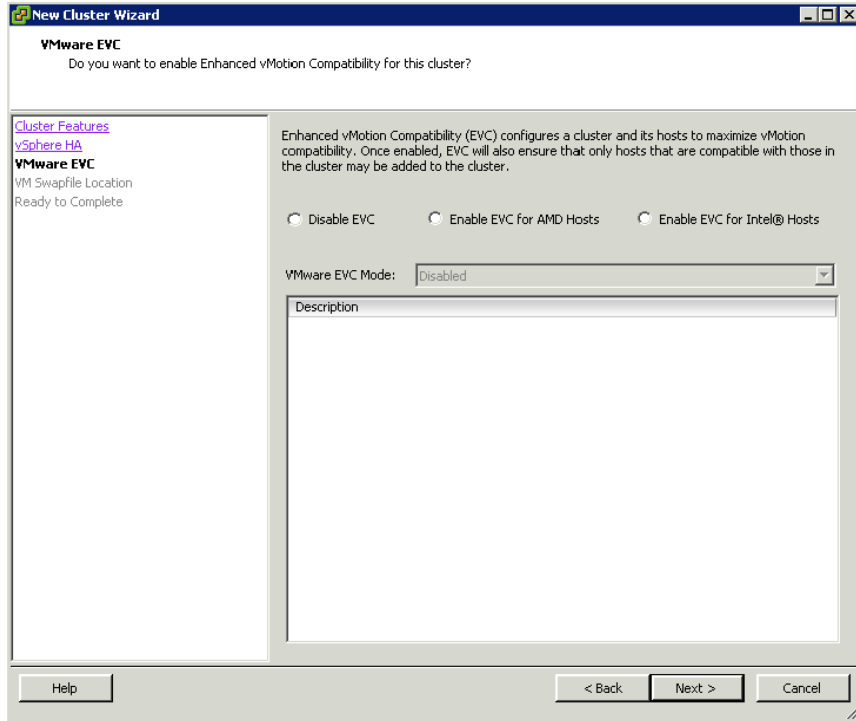 New Cluster Wizard
VMware EVC
Do you want to enable Enhanced vMotion Compatibility for this cluster?
Cluster Features
vSphere HA
VMware EVC
VM Swapfile Location
Ready to Complete
Enhanced vMotion Compatibility (EVC) configures a cluster and its hosts to maximize vMotion
compatibility. Once enabled, EVC will also ensure that only hosts that are compatible with those in
the cluster may be added to the cluster.
Disable EVC Enable EVC for AMD Hosts Enable EVC for Intel® Hosts
VMware EVC Mode: Disabled
Description
Help < Back Next > Cancel